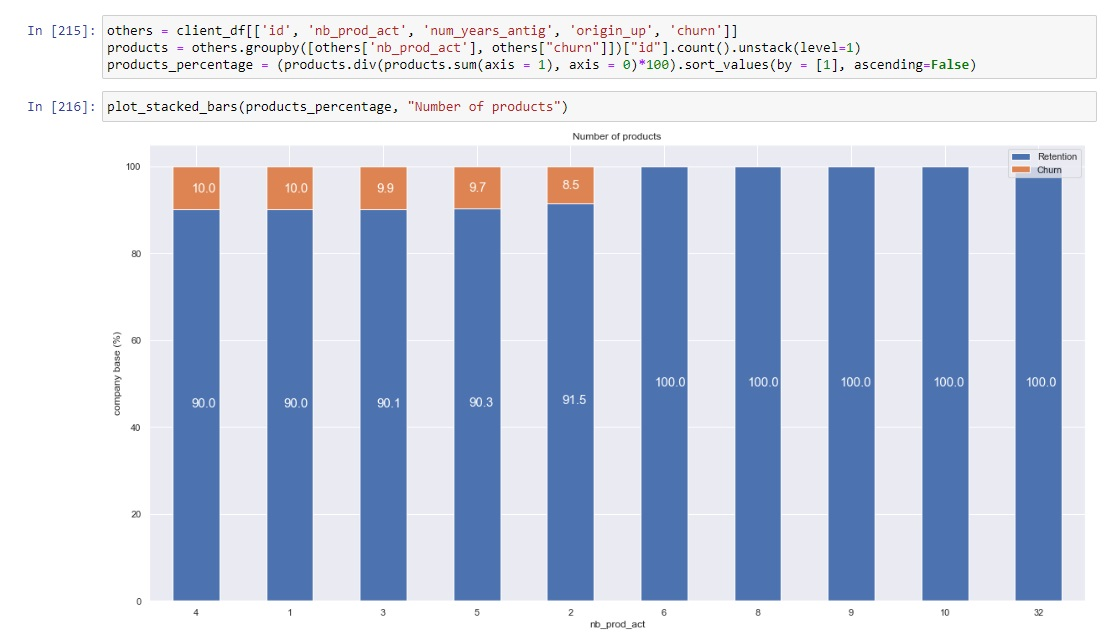 In [215]: others = client_df[['id', 'nb_prod_act', 'num_years_antig', 'origin_up', 'churn']]
products = others.groupby([others['nb_prod_act'], others["churn"]])["id"].count().unstack(level=1)
products_percentage = (products.div(products.sum(axis = 1), axis = 0)*100).sort_values(by = [1], ascending=False)
In [216]: plot_stacked_bars(products_percentage, "Number of products")
Number of products
Retention
Churn
100
80
60
40
20
0
company base (%)
10.0 10.0 9.9 9.7 8.5
90.0 90.0 90.1 90.3 91.5 100.0 100.0 100.0 100.0 100.0
4 1 3 5 2 6 8 9 10 32
nb_prod_act